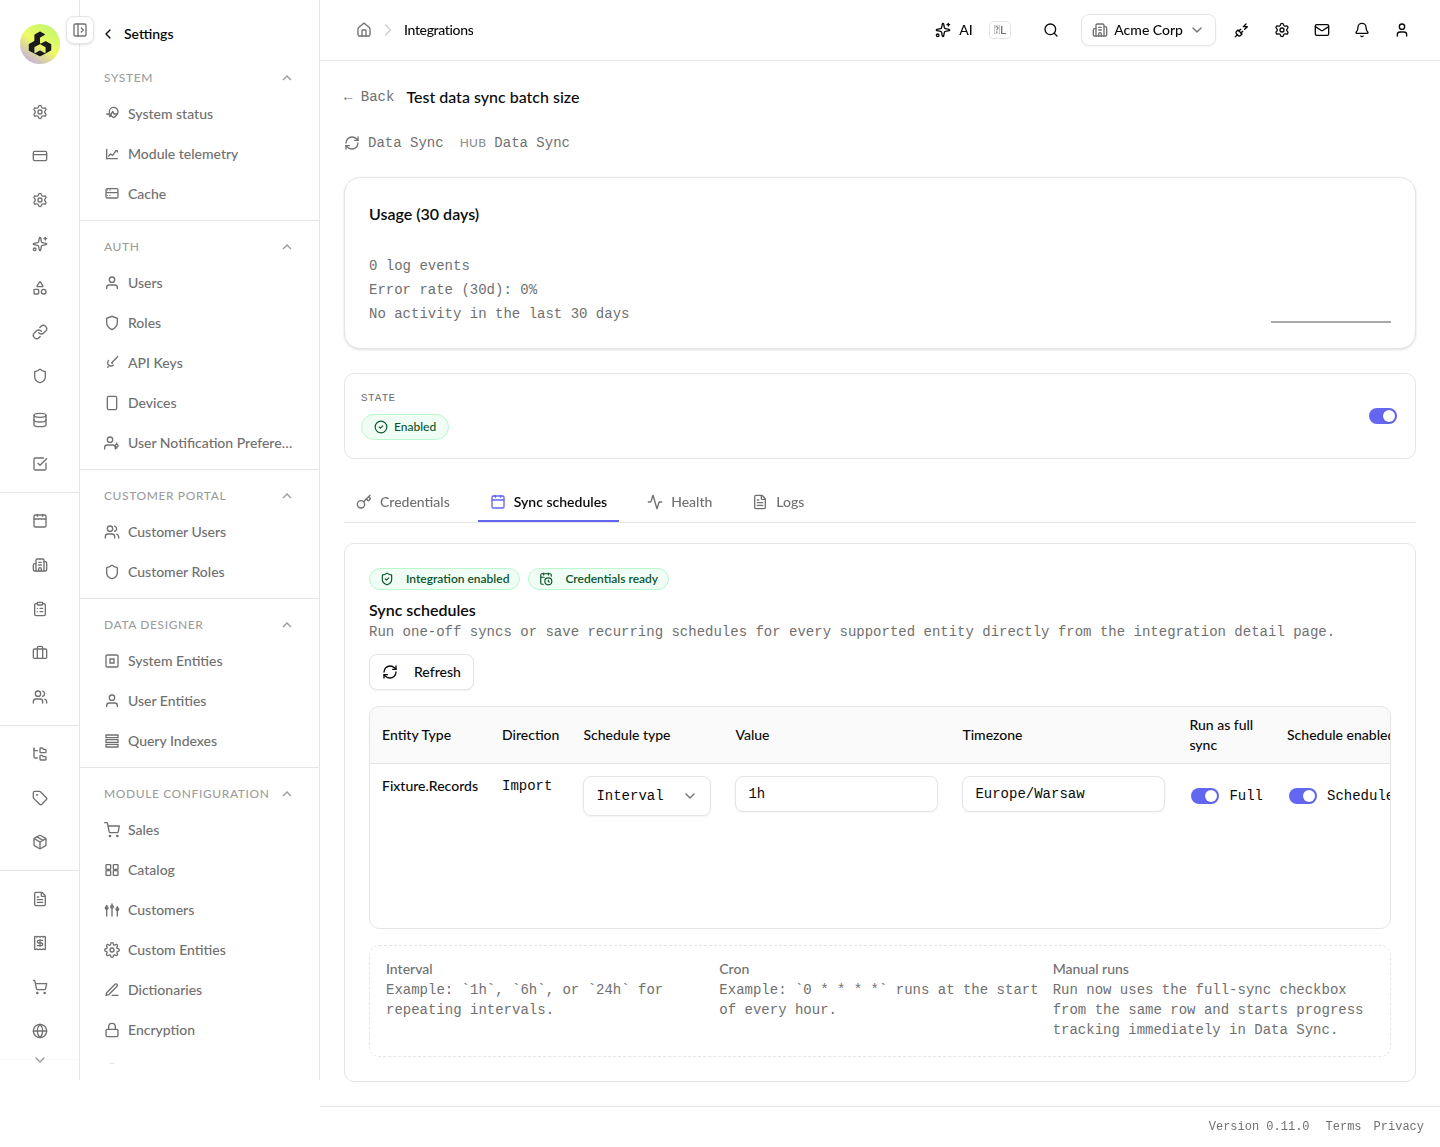 Settings
Integrations
AI
L
Acme Corp
SYSTEM
System status
Module telemetry
Cache
AUTH
Users
Roles
API Keys
Devices
User Notification Prefere...
CUSTOMER PORTAL
Customer Users
Customer Roles
DATA DESIGNER
System Entities
User Entities
Query Indexes
MODULE CONFIGURATION
Sales
Catalog
Customers
Custom Entities
Dictionaries
Encryption
← Back
Test data sync batch size
Data Sync
HUB Data Sync
Usage (30 days)
0 log events
Error rate (30d): 0%
No activity in the last 30 days
STATE
Enabled
Credentials
Sync schedules
Health
Logs
Integration enabled
Credentials ready
Sync schedules
Run one-off syncs or save recurring schedules for every supported entity directly from the integration detail page.
Refresh
Entity Type
Direction
Schedule type
Value
Timezone
Run as full
sync
Schedule enabled
Fixture.Records
Import
Interval
1h
Europe/Warsaw
Full
Schedule
Interval
Example: `1h`, `6h`, or `24h` for
repeating intervals.
Cron
Example: `0 * * * *` runs at the start
of every hour.
Manual runs
Run now uses the full-sync checkbox
from the same row and starts progress
tracking immediately in Data Sync.
Version 0.11.0
Terms
Privacy